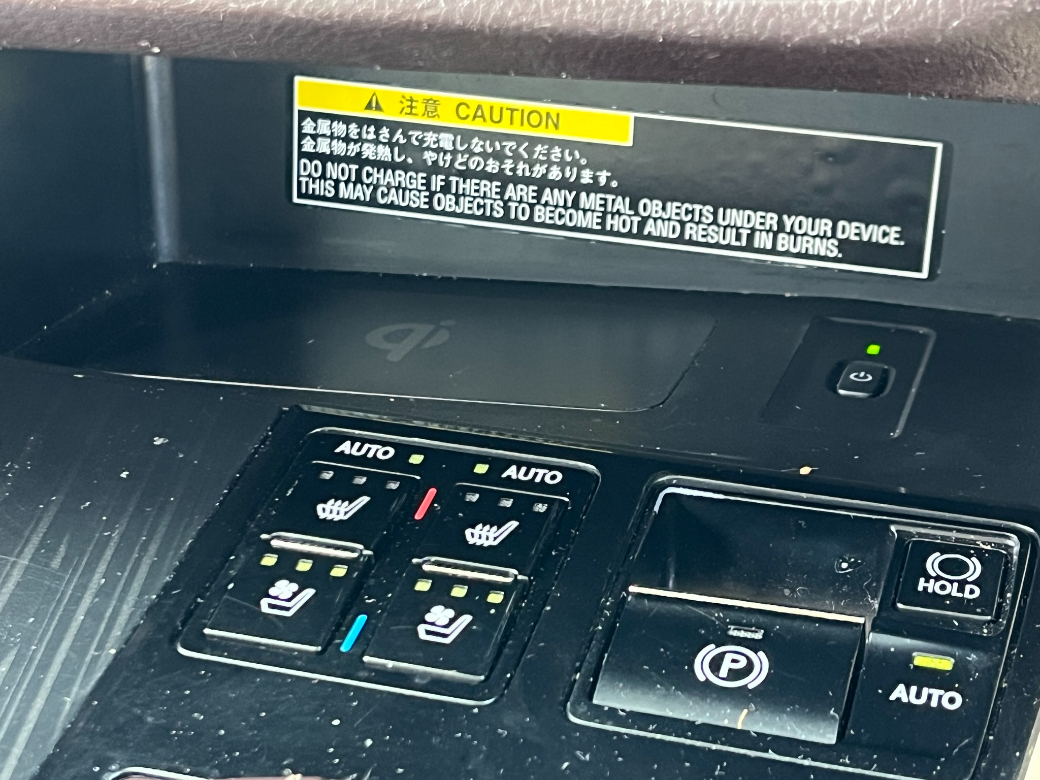 注意 CAUTION
金属物をはさんで充電しないでください。
金属物が発熱し、やけどのおそれがあります。
DO NOT CHARGE IF THERE ARE ANY METAL OBJECTS UNDER YOUR DEVICE.
THIS MAY CAUSE OBJECTS TO BECOME HOT AND RESULT IN BURNS.
qi
AUTO AUTO
HOLD
P
AUTO